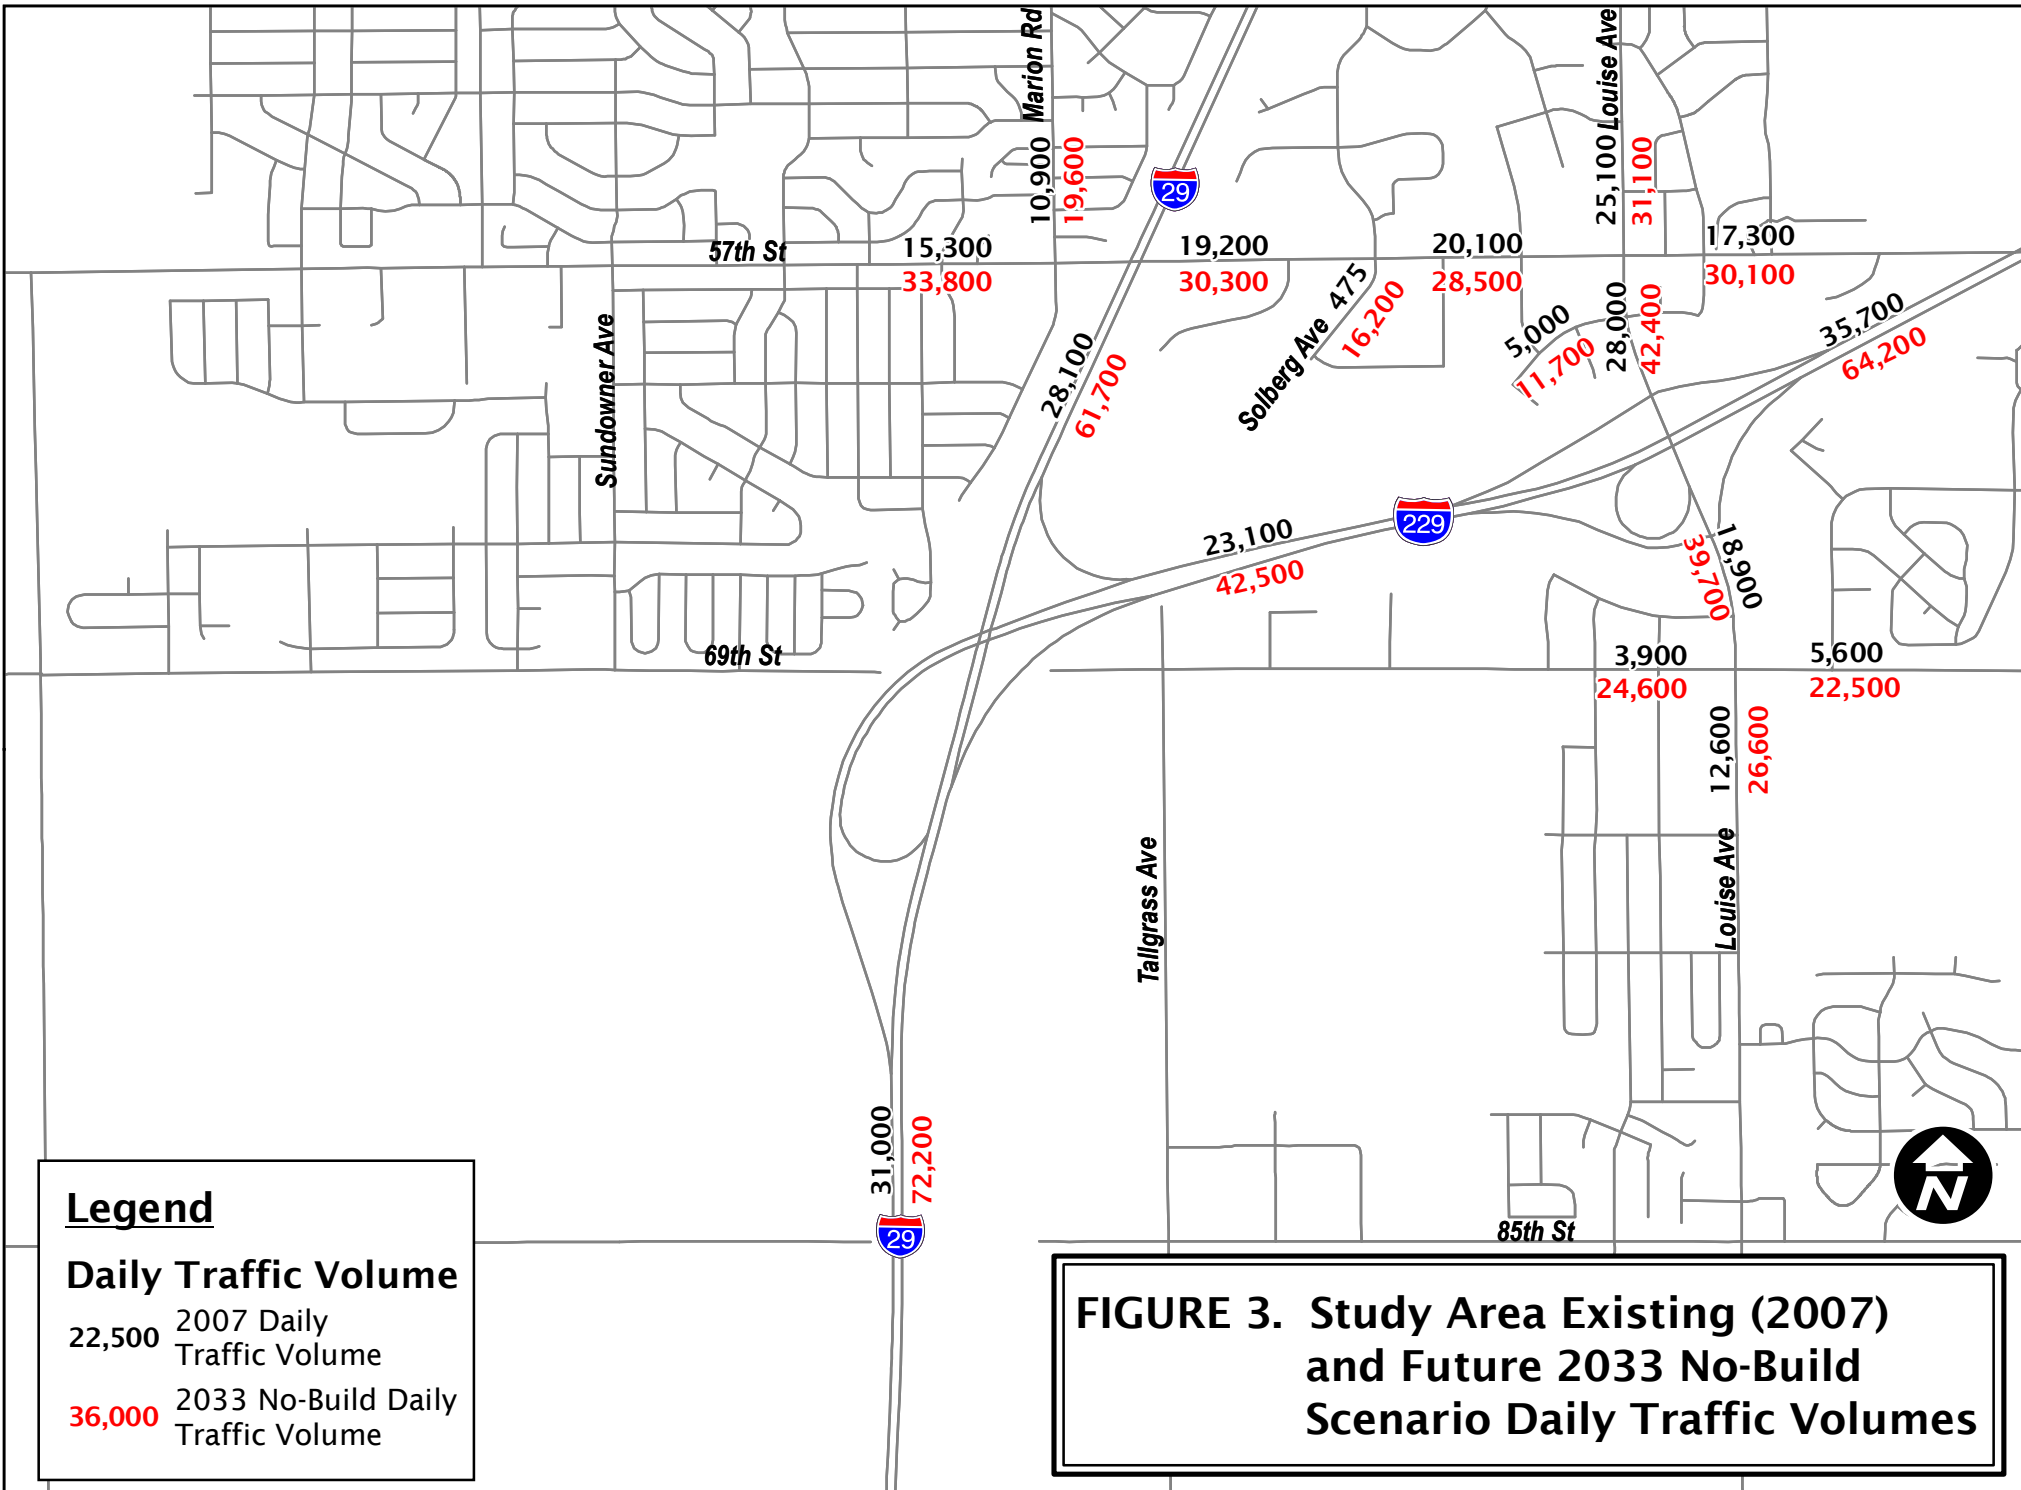 Marion Rd
Louise Ave
10,900
19,600
25,100
31,100
29
57th St
15,300
33,800
19,200
30,300
20,100
28,500
17,300
30,100
Solberg Ave
475
16,200
5,000
11,700
28,000
42,400
35,700
64,200
Sundowner Ave
28,100
61,700
229
23,100
42,500
18,900
39,700
69th St
3,900
24,600
5,600
22,500
12,600
26,600
Tallgrass Ave
Louise Ave
31,000
72,200
29
85th St
N
Legend
Daily Traffic Volume
22,500 2007 Daily
Traffic Volume
36,000 2033 No-Build Daily
Traffic Volume
FIGURE 3. Study Area Existing (2007)
and Future 2033 No-Build
Scenario Daily Traffic Volumes